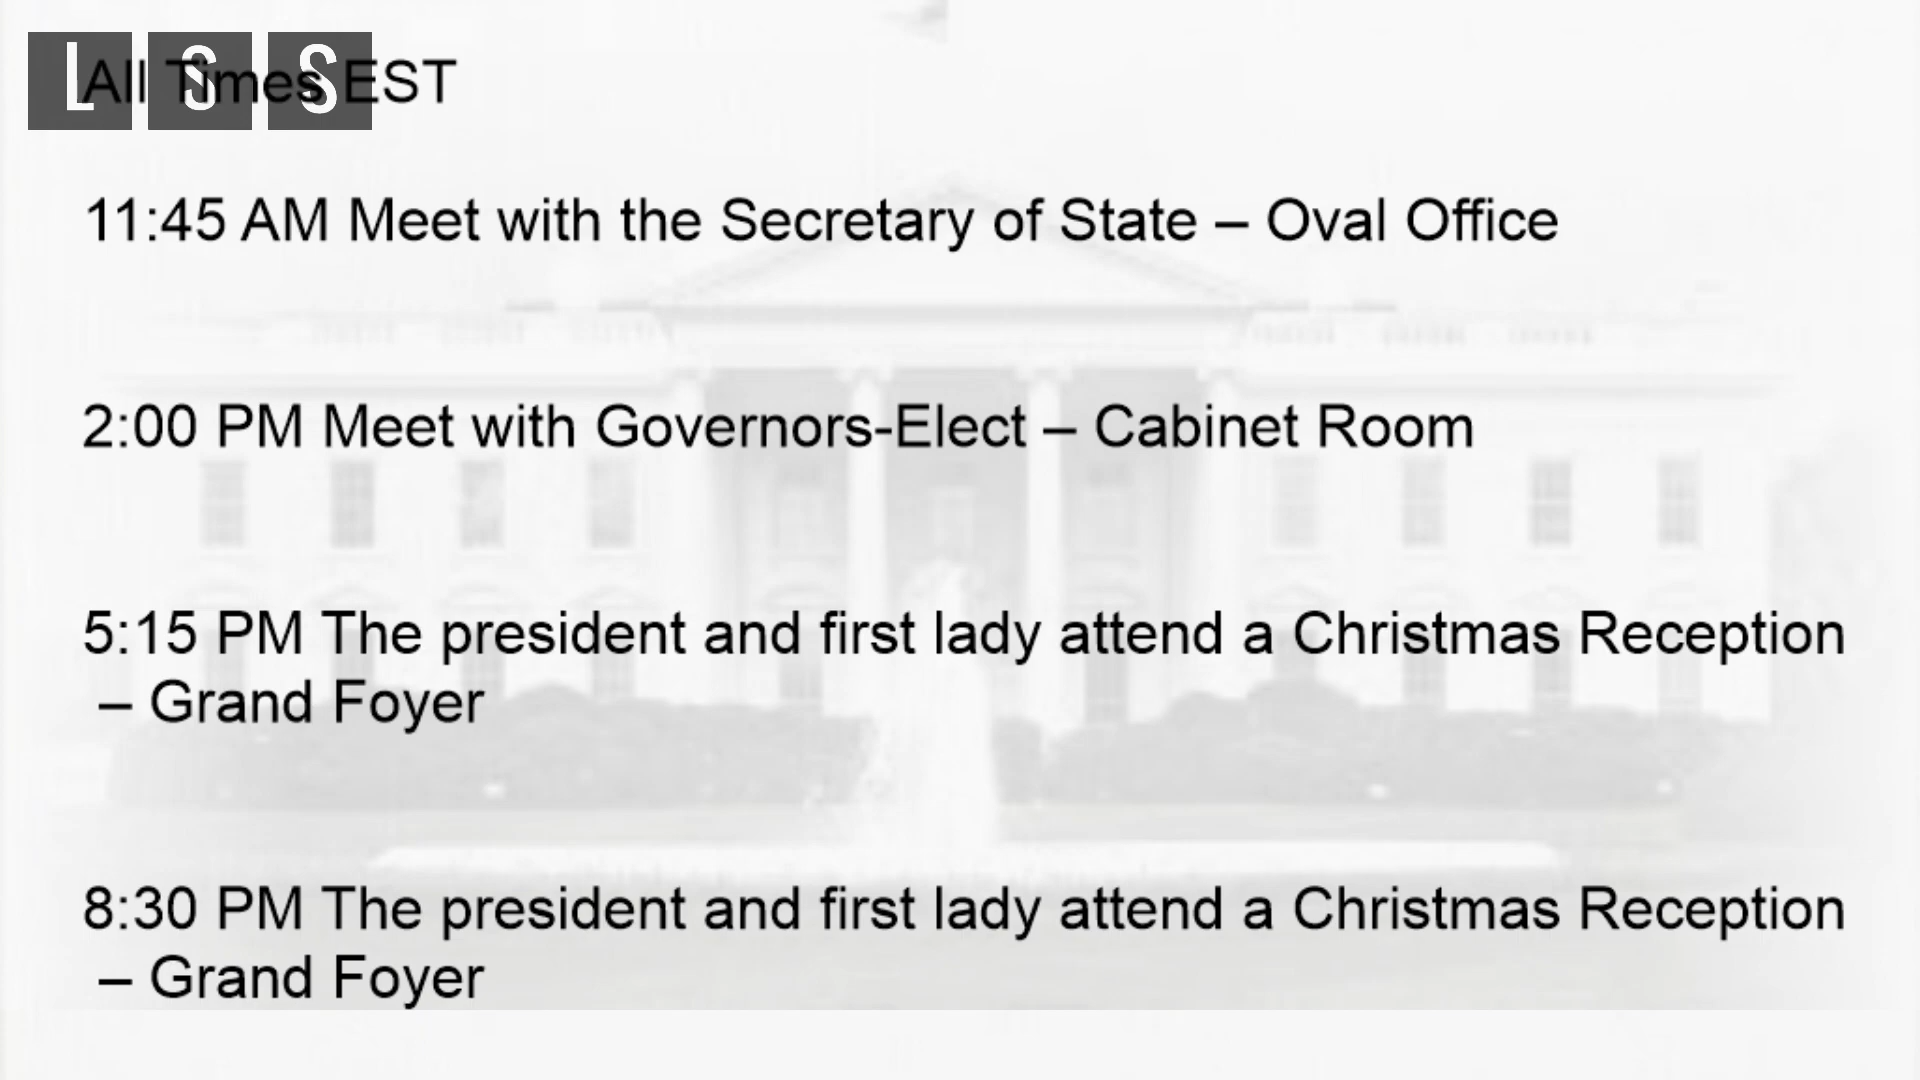 LSS
All Times EST
11:45 AM Meet with the Secretary of State – Oval Office
2:00 PM Meet with Governors-Elect – Cabinet Room
5:15 PM The president and first lady attend a Christmas Reception
– Grand Foyer
8:30 PM The president and first lady attend a Christmas Reception
– Grand Foyer